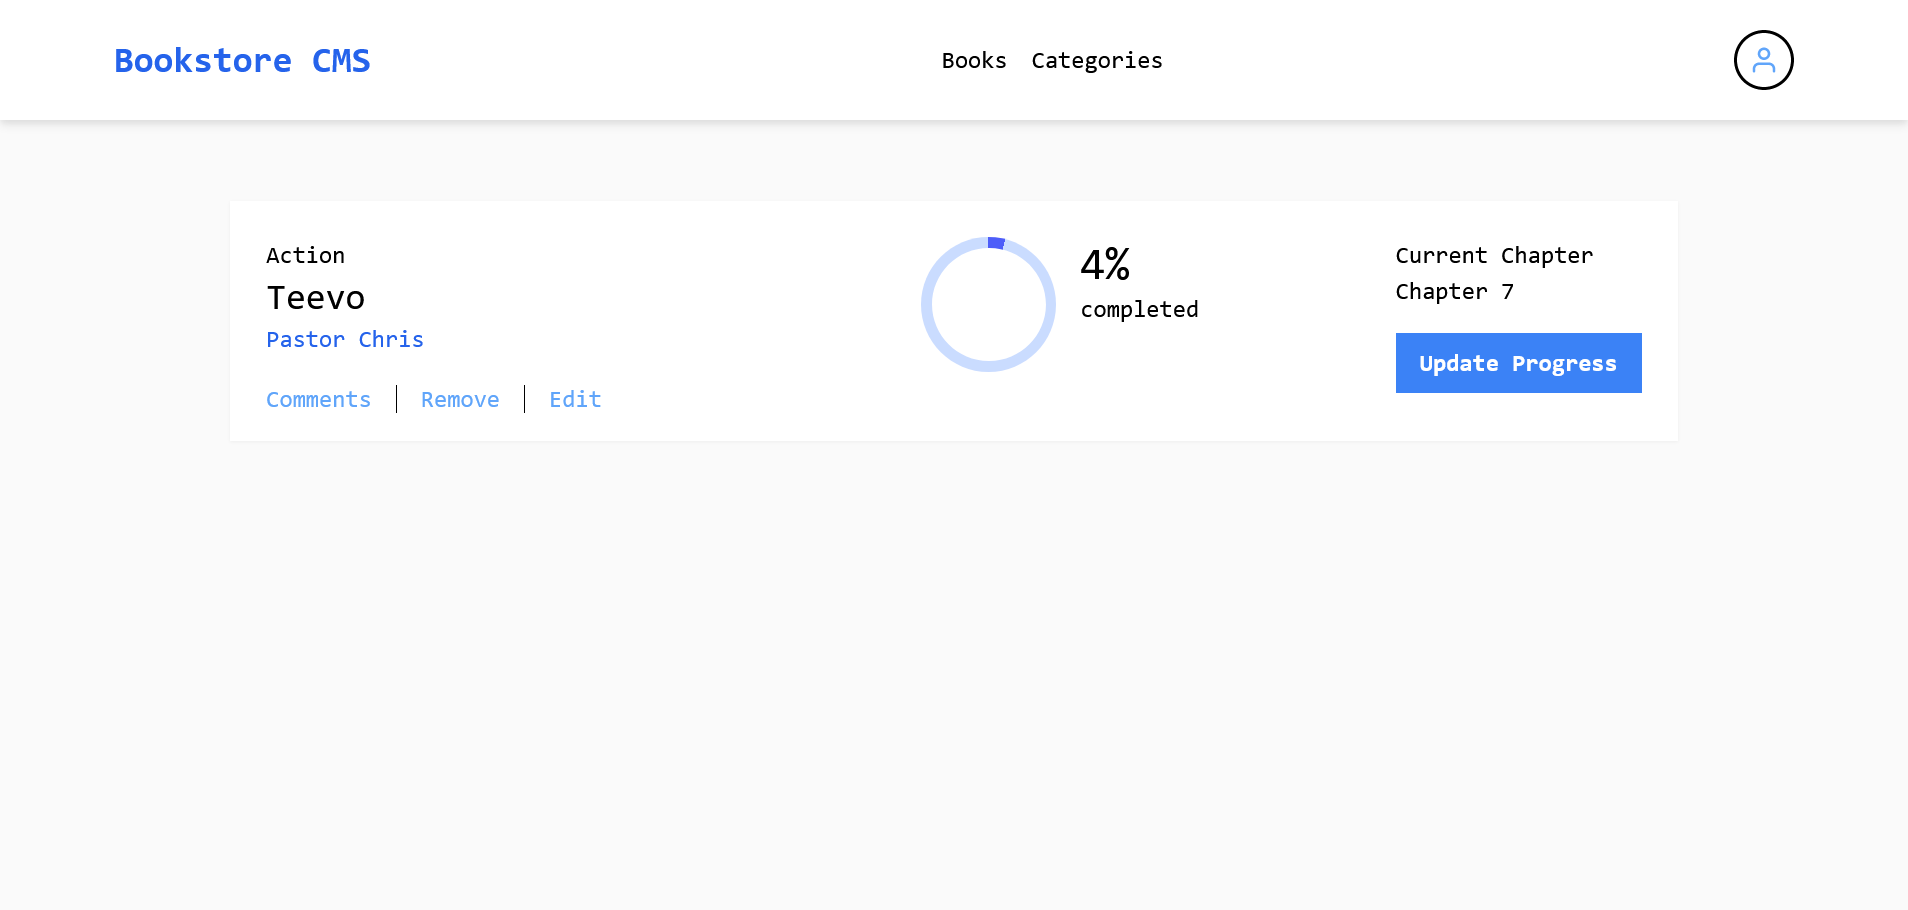 Bookstore CMS
Books Categories
Action
Teevo
Pastor Chris
Comments Remove Edit
4%
completed
Current Chapter
Chapter 7
Update Progress